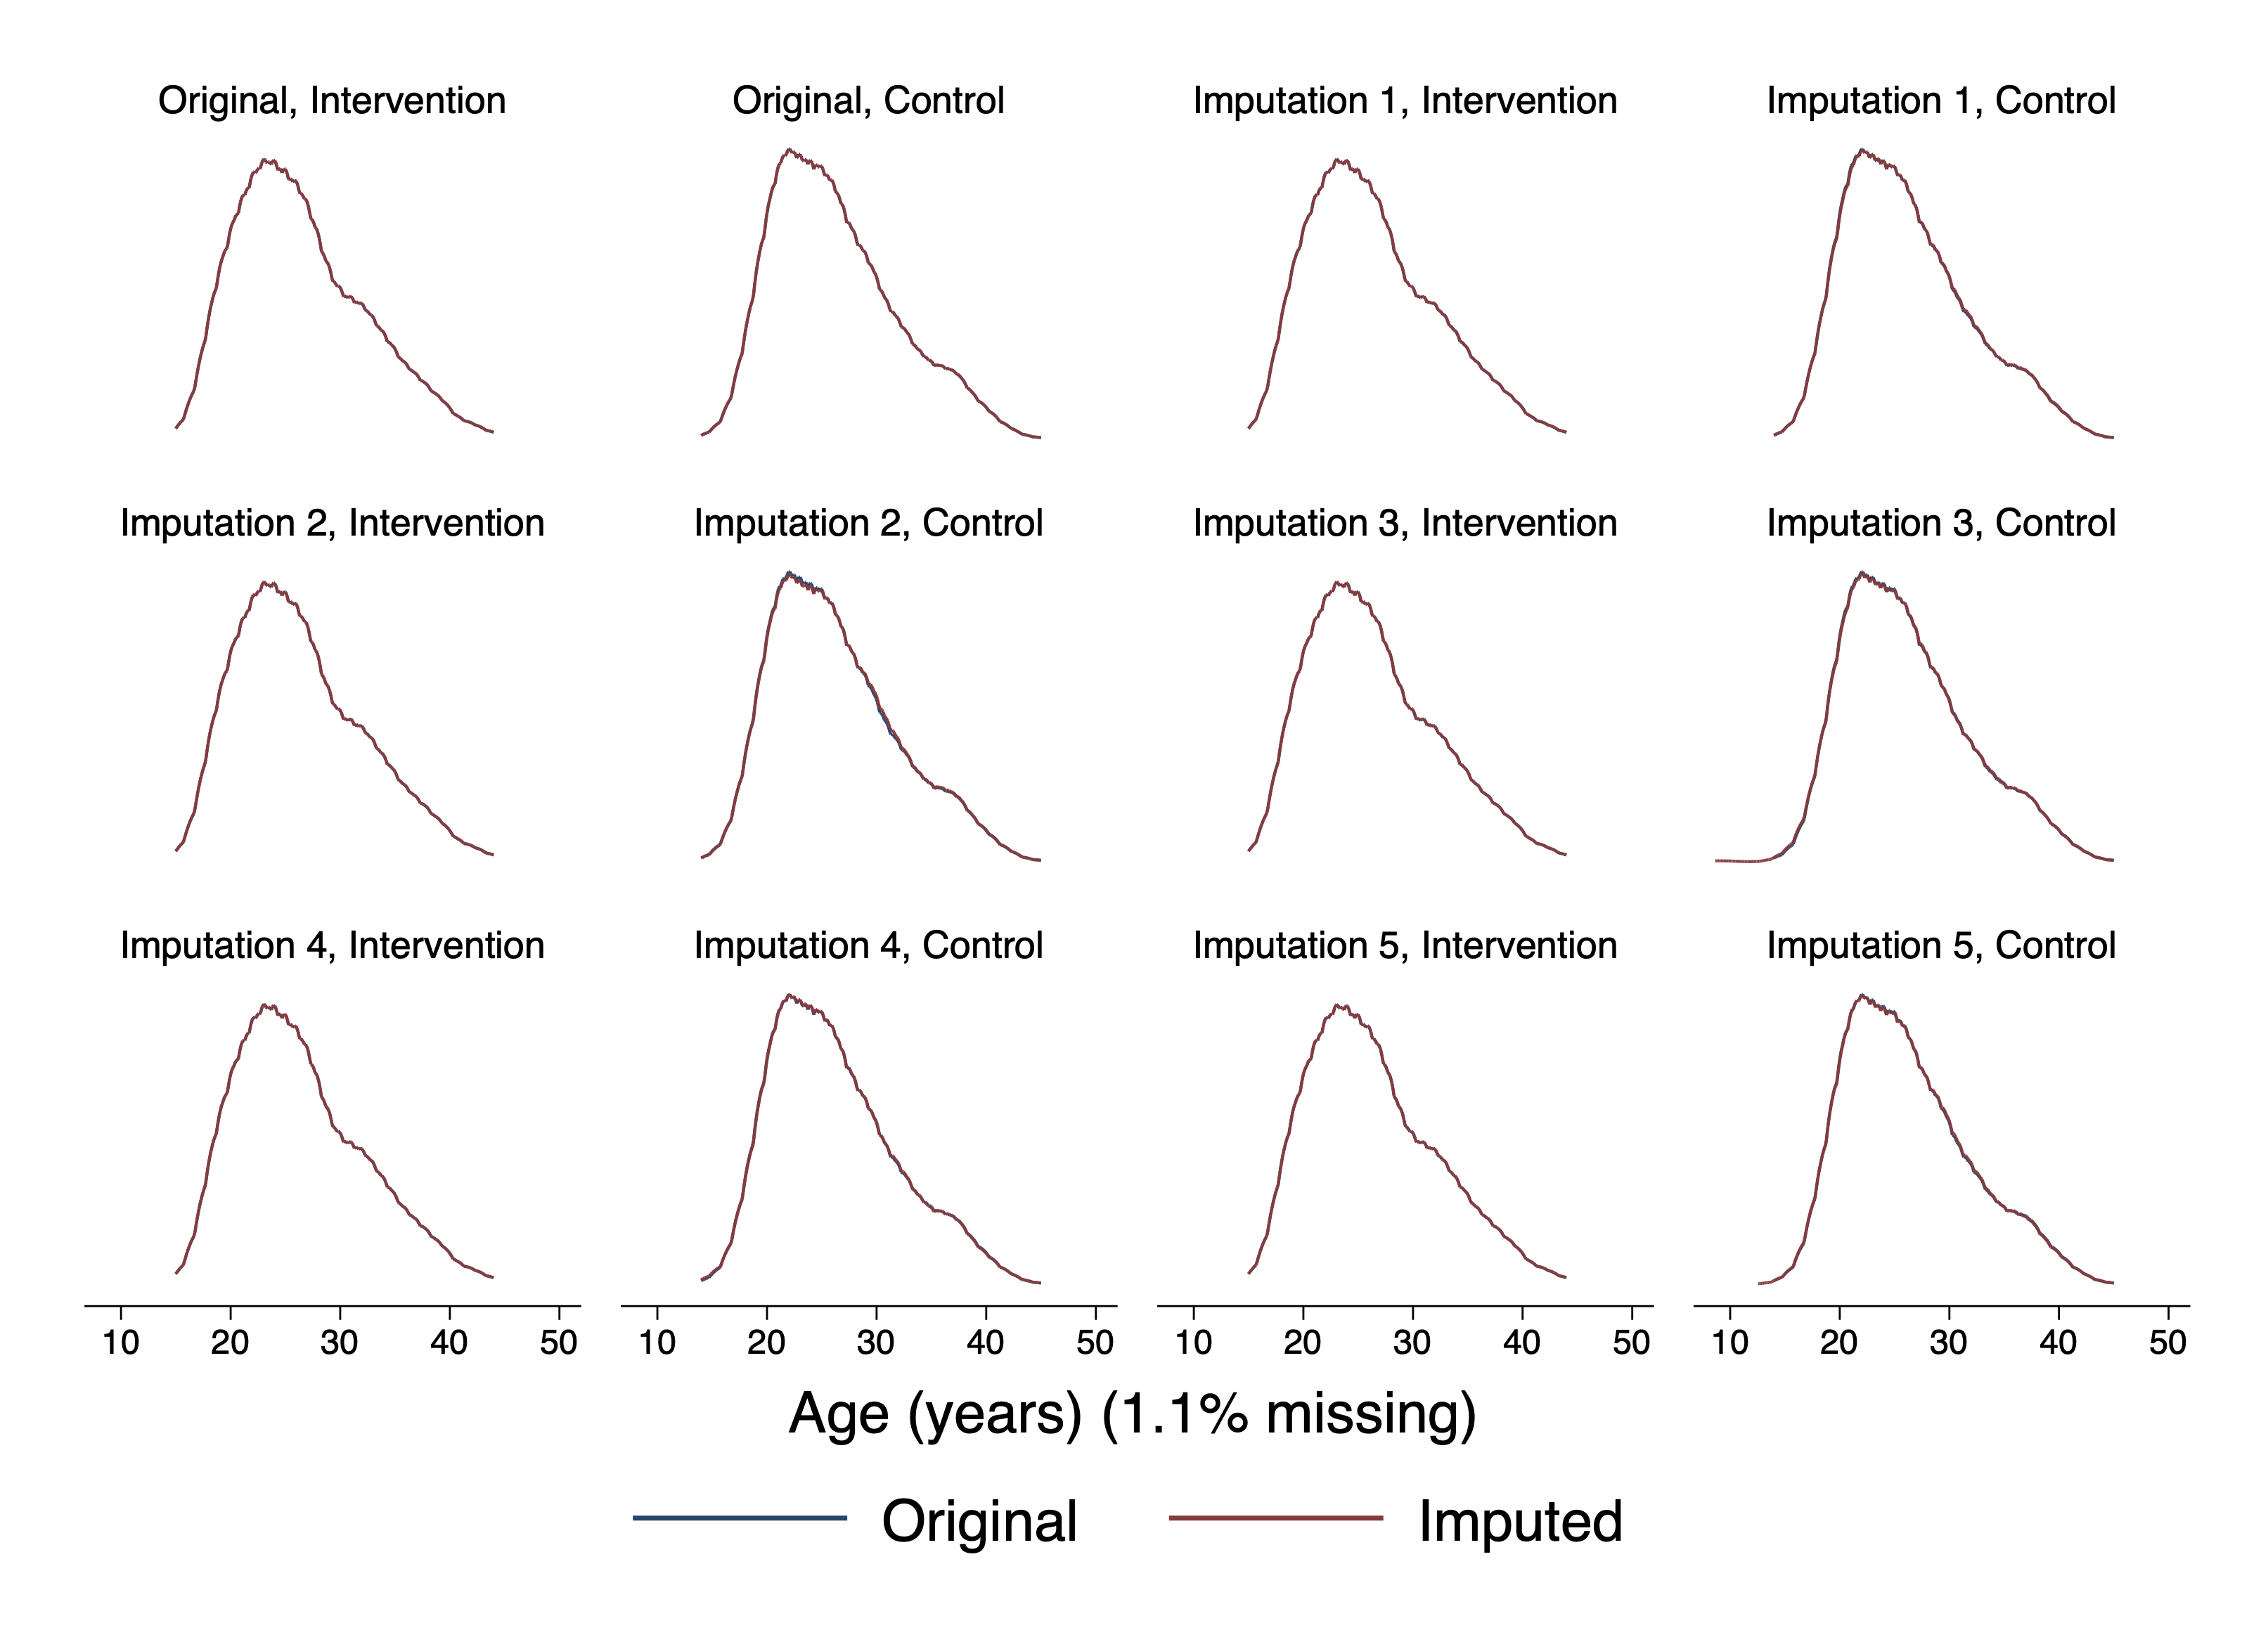 Original, Intervention
Original, Control
Imputation 1, Intervention
Imputation 1, Control
Imputation 2, Intervention
Imputation 2, Control
Imputation 3, Intervention
Imputation 3, Control
Imputation 4, Intervention
Imputation 4, Control
Imputation 5, Intervention
Imputation 5, Control
10 20 30 40 50
10 20 30 40 50
10 20 30 40 50
10 20 30 40 50
Age (years) (1.1% missing)
Original
Imputed